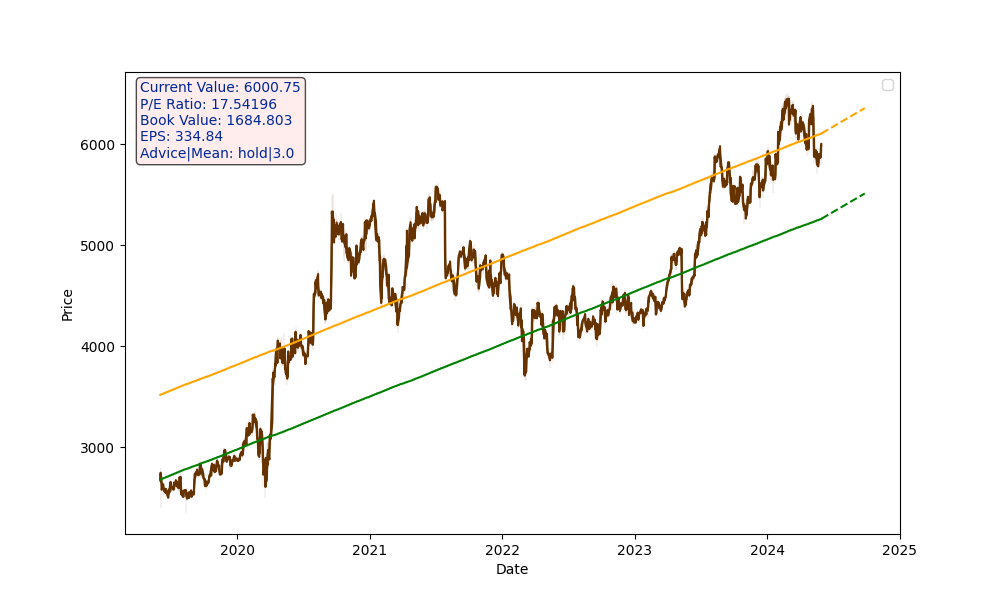 Current Value: 6000.75
P/E Ratio: 17.54196
Book Value: 1684.803
EPS: 334.84
Advice|Mean: hold|3.0
6000
5000
4000
3000
Price
2020 2021 2022 2023 2024 2025
Date